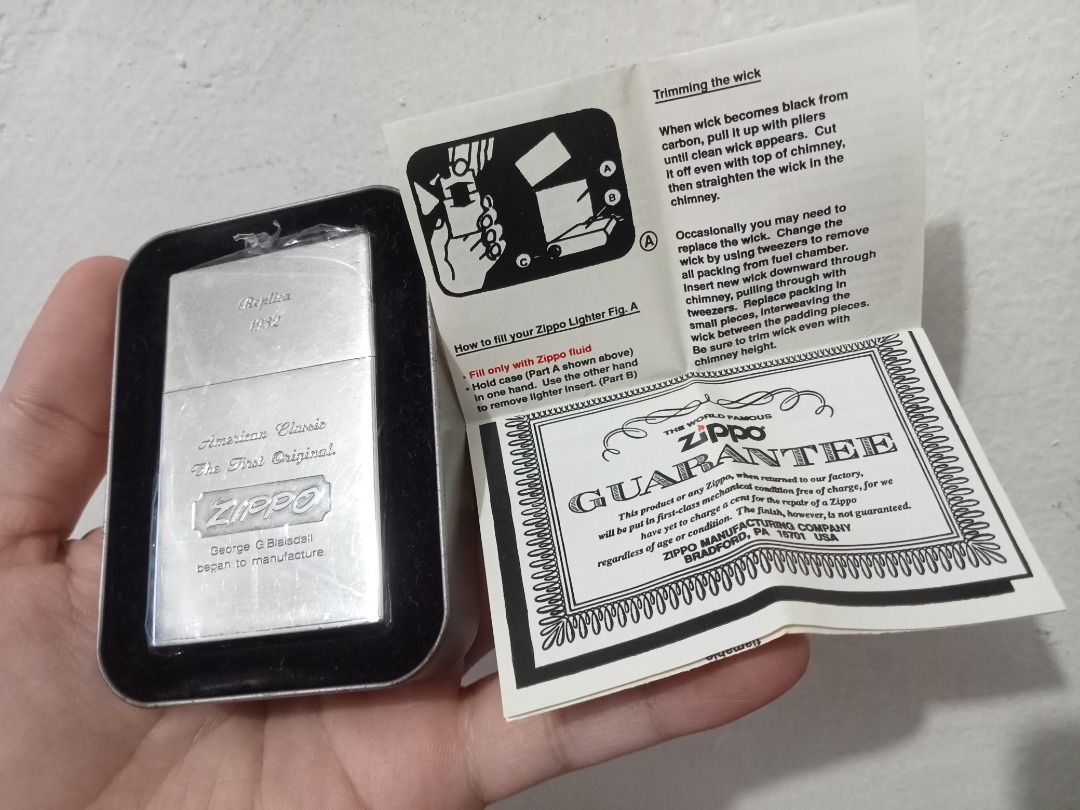 Replica
1932
American Classic
The First Original.
ZIPPO
George G Blaisdell
began to manufacture.
A
B
C
A
How to fill your Zippo Lighter Fig. A
• Fill only with Zippo fluid
• Hold case (Part A shown above)
in one hand. Use the other hand
to remove lighter insert. (Part B)
Trimming the wick
When wick becomes black from
carbon, pull it up with pliers
until clean wick appears. Cut
it off even with top of chimney,
then straighten the wick in the
chimney.
Occasionally you may need to
replace the wick. Change the
wick by using tweezers to remove
all packing from fuel chamber.
Insert new wick downward through
chimney, pulling through with
tweezers. Replace packing in
small pieces, interweaving the
wick between the padding pieces.
Be sure to trim wick even with
chimney height.
THE WORLD FAMOUS
Zippo
GUARANTEE
This product or any Zippo, when returned to our factory,
will be put in first-class mechanical condition free of charge, for we
have yet to charge a cent for the repair of a Zippo
regardless of age or condition. The finish, however, is not guaranteed.
ZIPPO MANUFACTURING COMPANY
BRADFORD, PA 16701 USA